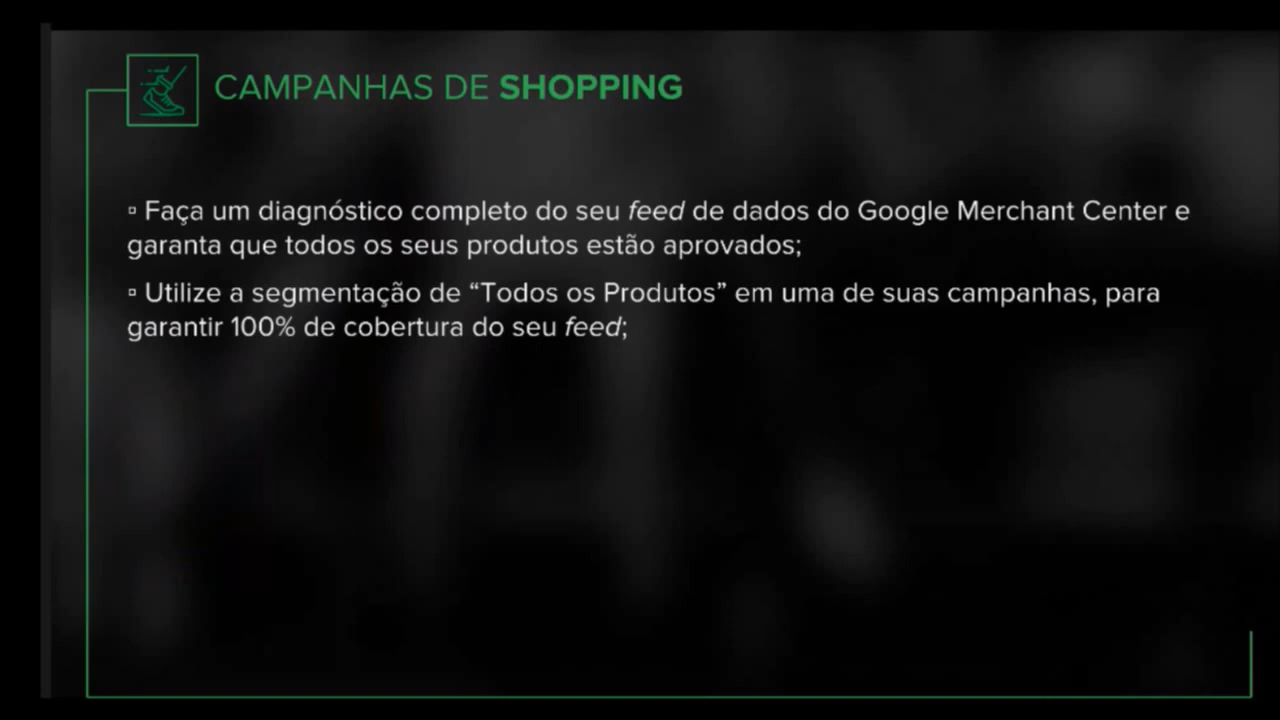 CAMPANHAS DE SHOPPING
▫ Faça um diagnóstico completo do seu feed de dados do Google Merchant Center e
garanta que todos os seus produtos estão aprovados;
▫ Utilize a segmentação de “Todos os Produtos” em uma de suas campanhas, para
garantir 100% de cobertura do seu feed;